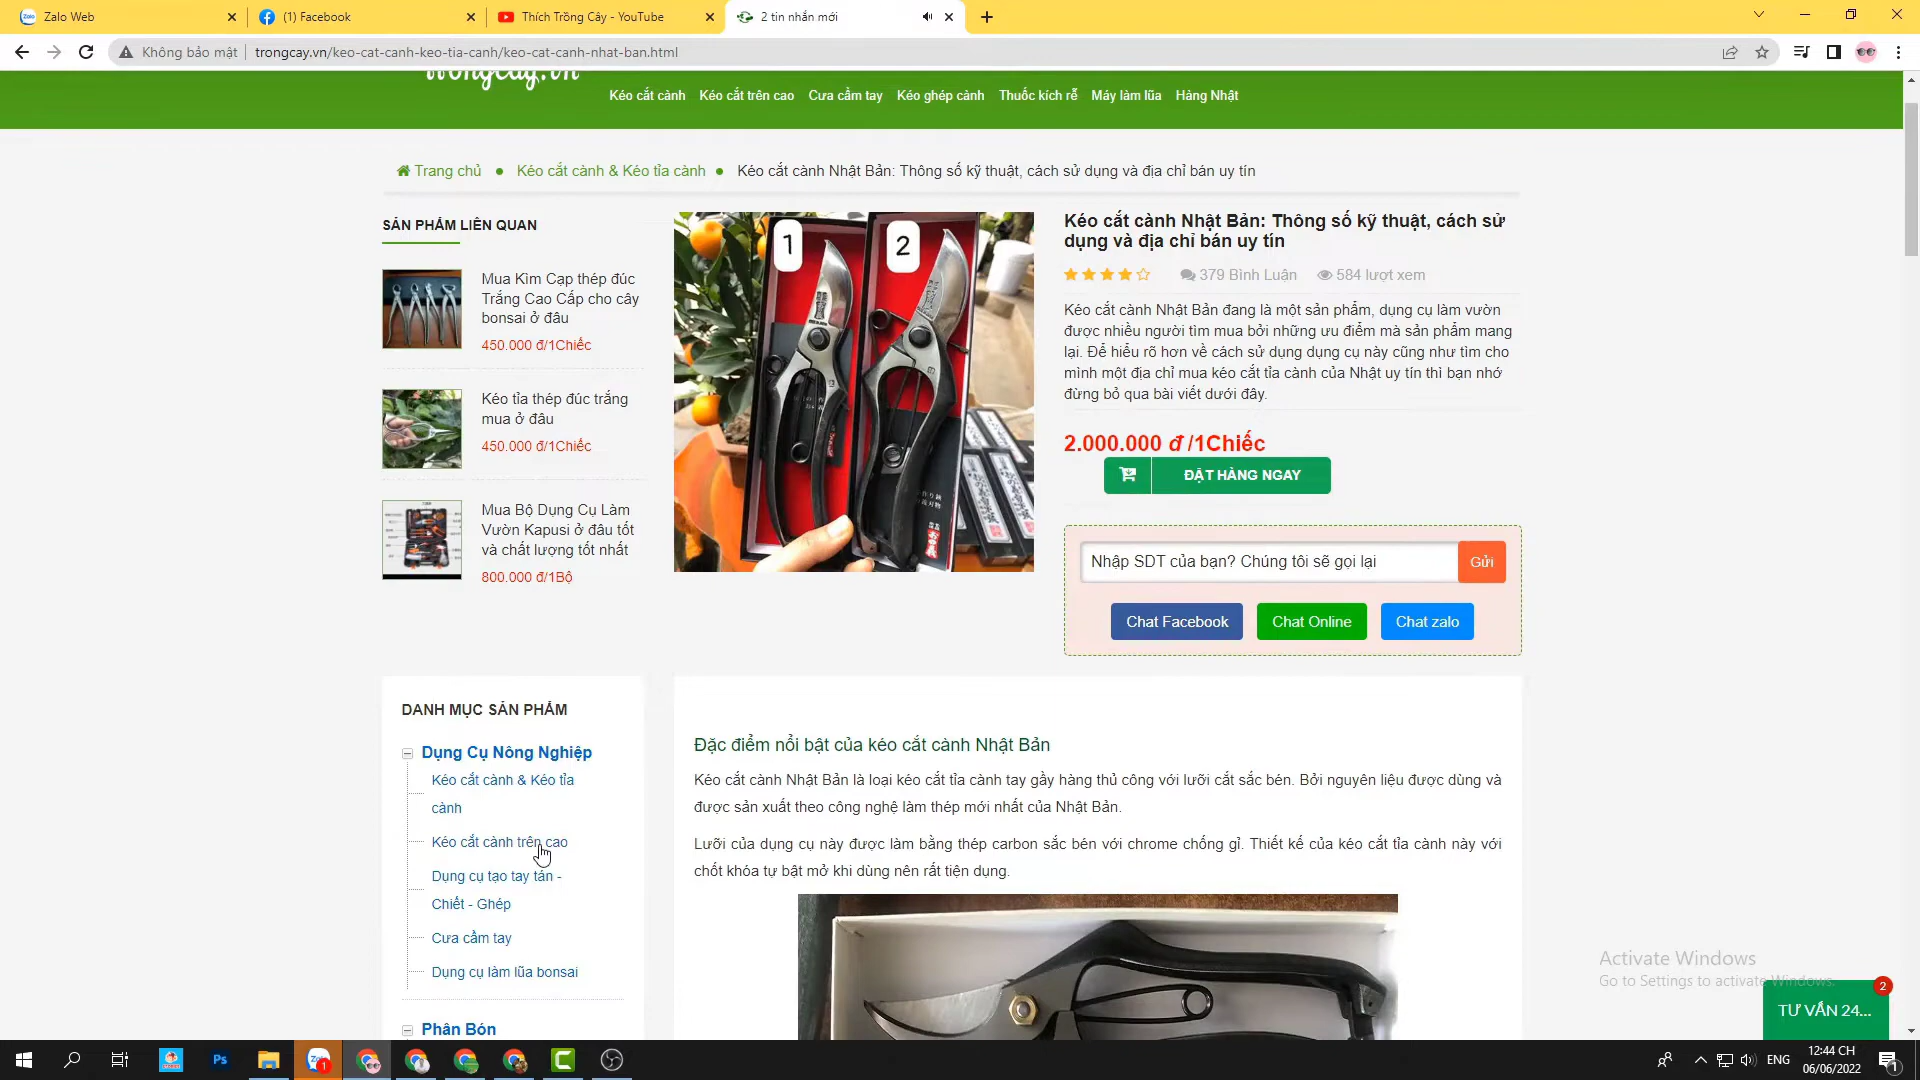 Zalo Web
(1) Facebook
Thích Trồng Cây - YouTube
2 tin nhắn mới
Không bảo mật
trongcay.vn/keo-cat-canh-keo-tia-canh/keo-cat-canh-nhat-ban.html
trongcay.vn
Kéo cắt cành Kéo cắt trên cao Cưa cầm tay Kéo ghép cành Thuốc kích rễ Máy làm lũa Hàng Nhật
Trang chủ Kéo cắt cành & Kéo tỉa cành Kéo cắt cành Nhật Bản: Thông số kỹ thuật, cách sử dụng và địa chỉ bán uy tín
SẢN PHẨM LIÊN QUAN
Mua Kìm Cạp thép đúc
Trắng Cao Cấp cho cây
bonsai ở đâu
450.000 đ/1Chiếc
Kéo tỉa thép đúc trắng
mua ở đâu
450.000 đ/1Chiếc
Mua Bộ Dụng Cụ Làm
Vườn Kapusi ở đâu tốt
và chất lượng tốt nhất
800.000 đ/1Bộ
1
2
Kéo cắt cành Nhật Bản: Thông số kỹ thuật, cách sử
dụng và địa chỉ bán uy tín
379 Bình Luận 584 lượt xem
Kéo cắt cành Nhật Bản đang là một sản phẩm, dụng cụ làm vườn
được nhiều người tìm mua bởi những ưu điểm mà sản phẩm mang
lại. Để hiểu rõ hơn về cách sử dụng dụng cụ này cũng như tìm cho
mình một địa chỉ mua kéo cắt tỉa cành của Nhật uy tín thì bạn nhớ
đừng bỏ qua bài viết dưới đây.
2.000.000 đ /1Chiếc
ĐẶT HÀNG NGAY
Nhập SDT của bạn? Chúng tôi sẽ gọi lại
Gửi
Chat Facebook
Chat Online
Chat zalo
DANH MỤC SẢN PHẨM
Dụng Cụ Nông Nghiệp
Kéo cắt cành & Kéo tỉa
cành
Kéo cắt cành trên cao
Dụng cụ tạo tay tán -
Chiết - Ghép
Cưa cầm tay
Dụng cụ làm lũa bonsai
Phân Bón
Đặc điểm nổi bật của kéo cắt cành Nhật Bản
Kéo cắt cành Nhật Bản là loại kéo cắt tỉa cành tay gầy hàng thủ công với lưỡi cắt sắc bén. Bởi nguyên liệu được dùng và
được sản xuất theo công nghệ làm thép mới nhất của Nhật Bản.
Lưỡi của dụng cụ này được làm bằng thép carbon sắc bén với chrome chống gỉ. Thiết kế của kéo cắt tỉa cành này với
chốt khóa tự bật mở khi dùng nên rất tiện dụng.
Activate Windows
Go to Settings to activate Windows.
2
TƯ VẤN 24...
Ps
1
ENG
12:44 CH
06/06/2022
1